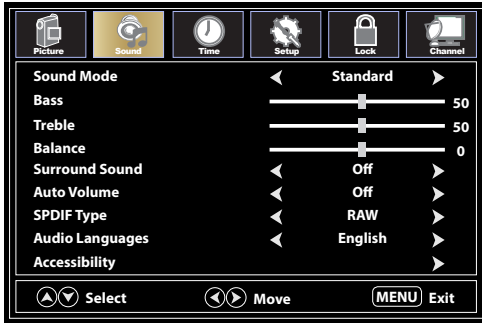 Picture Sound Time Setup Lock Channel
Sound Mode Standard
Bass 50
Treble 50
Balance 0
Surround Sound Off
Auto Volume Off
SPDIF Type RAW
Audio Languages English
Accessibility
Select Move MENU Exit